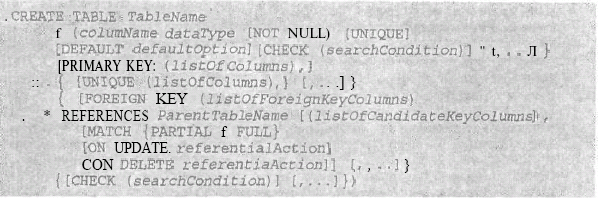 .CREATE TABLE TableName
f (columName dataType [NOT NULL) [UNIQUE]
[DEFAULT defaultOption] [CHECK (searchCondition)] " t, . . Л }
[PRIMARY KEY: (listOfColumns),]
:: . { [UNIQUE (listOfColumns),} [,...] }
{ [FOREIGN KEY (listOfForeignKeyColumns)
. * REFERENCES ParentTableName [(listOfCandidateKeyColumns],
[MATCH {PARTIAL f FULL}
[ON UPDATE. referentialAction]
CON DELETE referentiaAction]] [, , . .] }
{[CHECK (searchCondition)] [,...]})